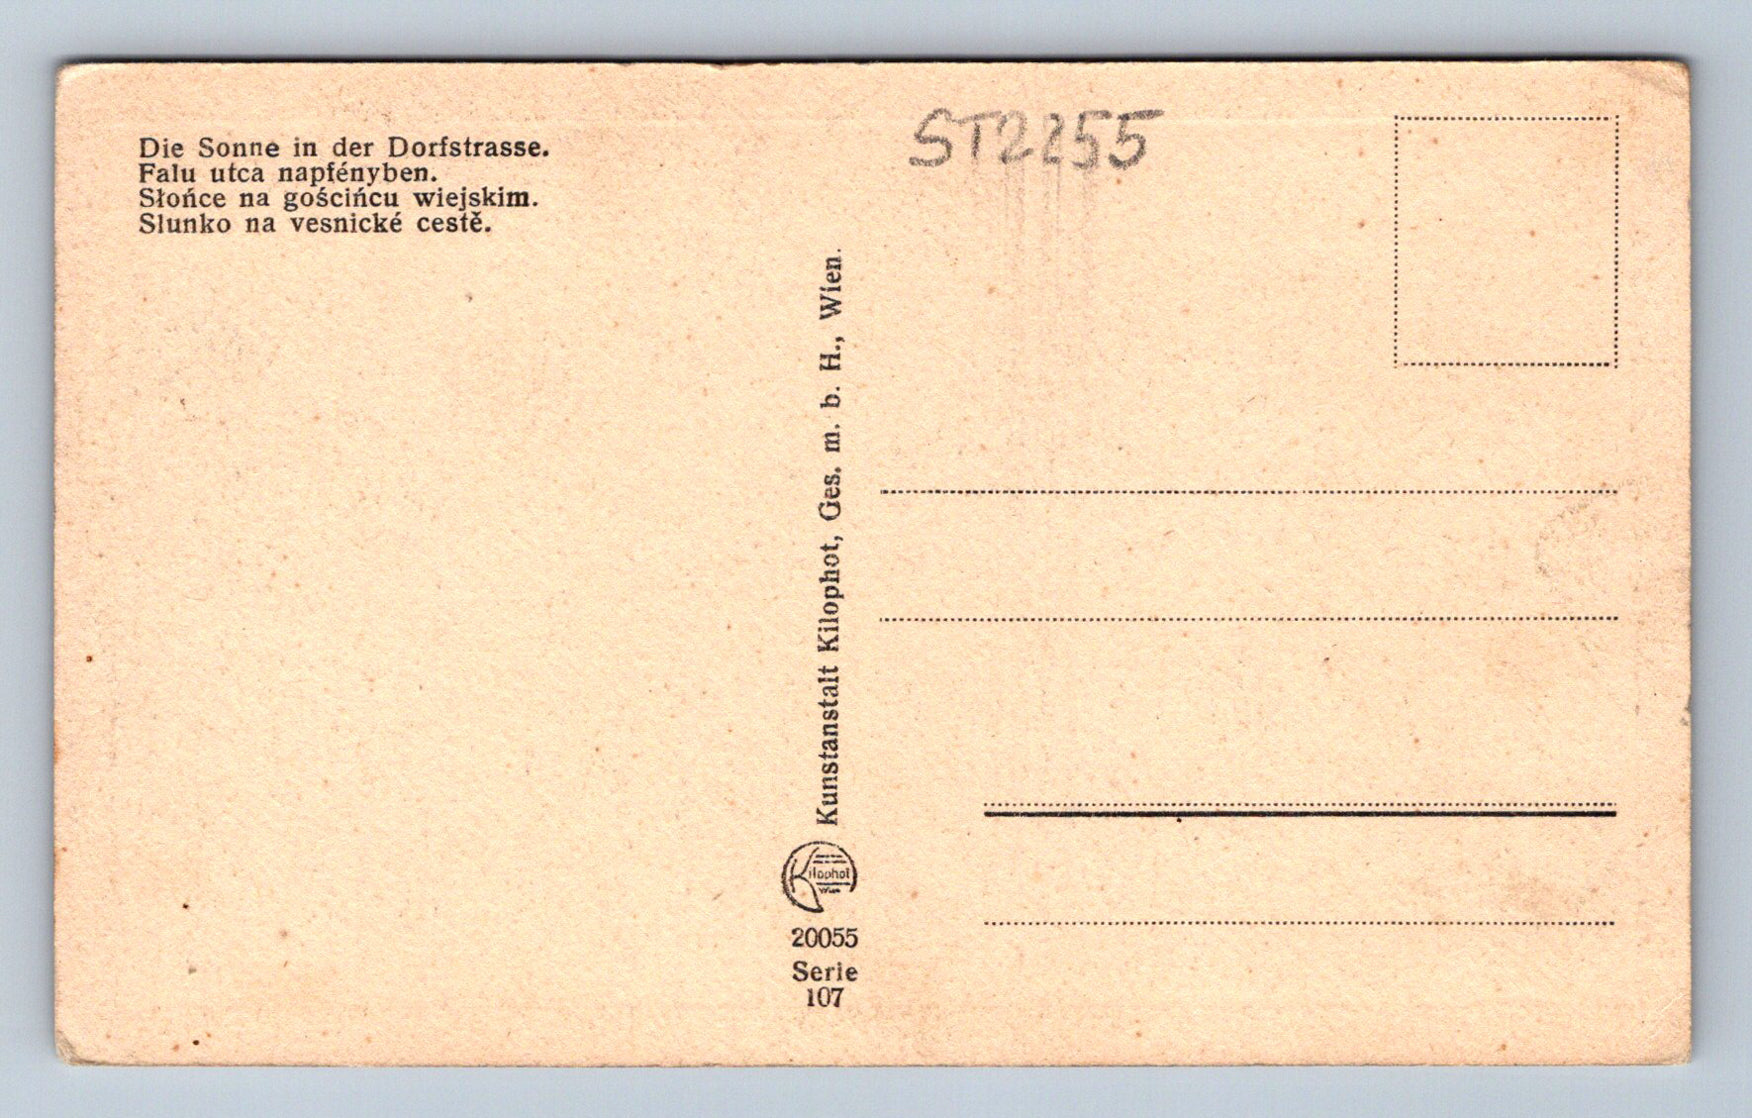 Die Sonne in der Dorfstrasse.
Falu utca napfényben.
Słońce na gościńcu wiejskim.
Slunko na vesnické cestě.
ST2255
Kunstanstalt Kilophot, Ges. m. b. H., Wien.
Kilophot
Wien
20055
Serie
107